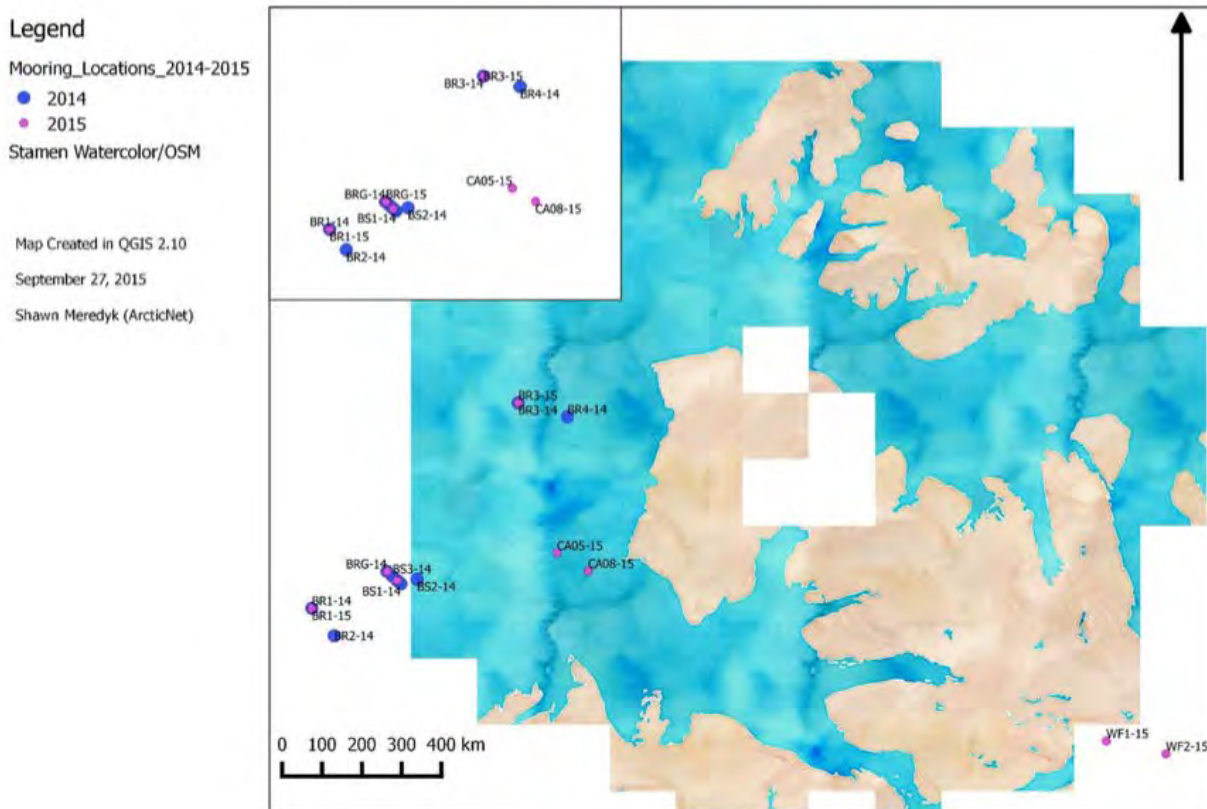 Legend
Mooring_Locations_2014-2015
2014
2015
Stamen Watercolor/OSM
Map Created in QGIS 2.10
September 27, 2015
Shawn Meredyk (ArcticNet)
BR3-15
BR3-14
BR4-14
CA05-15
CA08-15
BRG-14
BRG-15
BS1-14
BS2-14
BR1-14
BR1-15
BR2-14
BR3-15
BR3-14
BR4-14
CA05-15
CA08-15
BRG-14
BS3-14
BS1-14
BS2-14
BR1-14
BR1-15
BR2-14
WF1-15
WF2-15
0 100 200 300 400 km